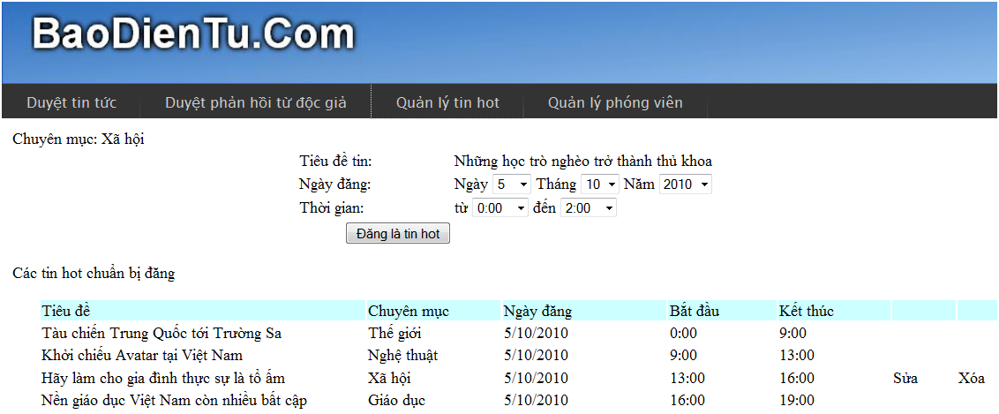 BaoDienTu.Com
Duyệt tin tức Duyệt phản hồi từ độc giả Quản lý tin hot Quản lý phóng viên
Chuyên mục: Xã hội
Tiêu đề tin: Những học trò nghèo trở thành thủ khoa
Ngày đăng: Ngày 5 Tháng 10 Năm 2010
Thời gian: từ 0:00 đến 2:00
Đăng là tin hot
Các tin hot chuẩn bị đăng
Tiêu đề Chuyên mục Ngày đăng Bắt đầu Kết thúc
Tàu chiến Trung Quốc tới Trường Sa Thế giới 5/10/2010 0:00 9:00
Khởi chiếu Avatar tại Việt Nam Nghệ thuật 5/10/2010 9:00 13:00
Hãy làm cho gia đình thực sự là tổ ấm Xã hội 5/10/2010 13:00 16:00 Sửa Xóa
Nền giáo dục Việt Nam còn nhiều bất cập Giáo dục 5/10/2010 16:00 19:00